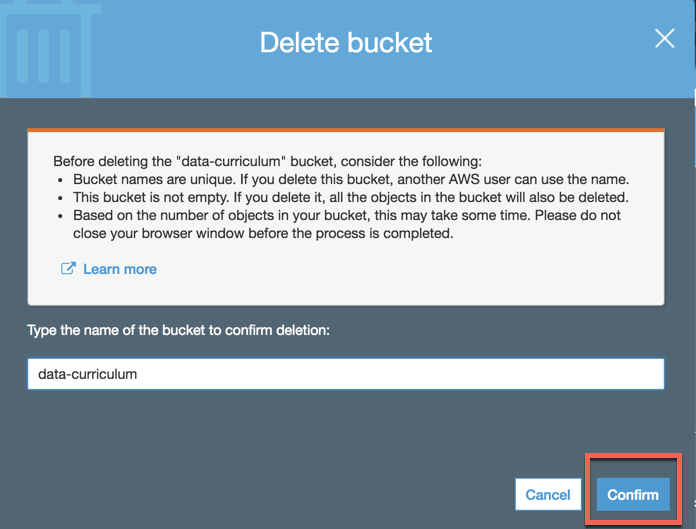 Delete bucket
Before deleting the "data-curriculum" bucket, consider the following:
• Bucket names are unique. If you delete this bucket, another AWS user can use the name.
• This bucket is not empty. If you delete it, all the objects in the bucket will also be deleted.
• Based on the number of objects in your bucket, this may take some time. Please do not
close your browser window before the process is completed.
Learn more
Type the name of the bucket to confirm deletion:
data-curriculum
Cancel Confirm